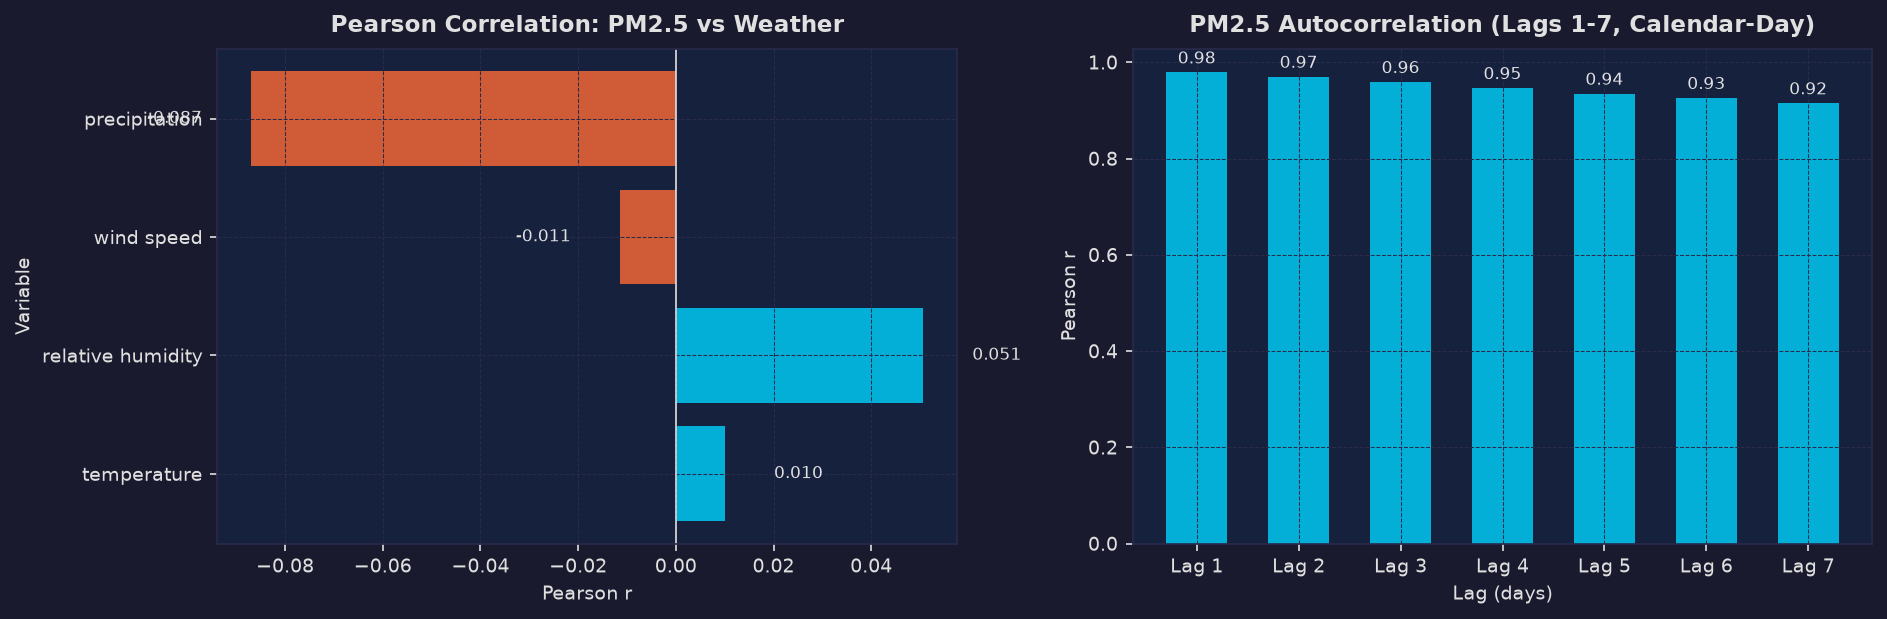 Pearson Correlation: PM2.5 vs Weather
Variable
precipitation
-0.087
wind speed
-0.011
relative humidity
0.051
temperature
0.010
−0.08 −0.06 −0.04 −0.02 0.00 0.02 0.04
Pearson r
PM2.5 Autocorrelation (Lags 1-7, Calendar-Day)
Pearson r
1.0
0.8
0.6
0.4
0.2
0.0
0.98 0.97 0.96 0.95 0.94 0.93 0.92
Lag 1 Lag 2 Lag 3 Lag 4 Lag 5 Lag 6 Lag 7
Lag (days)